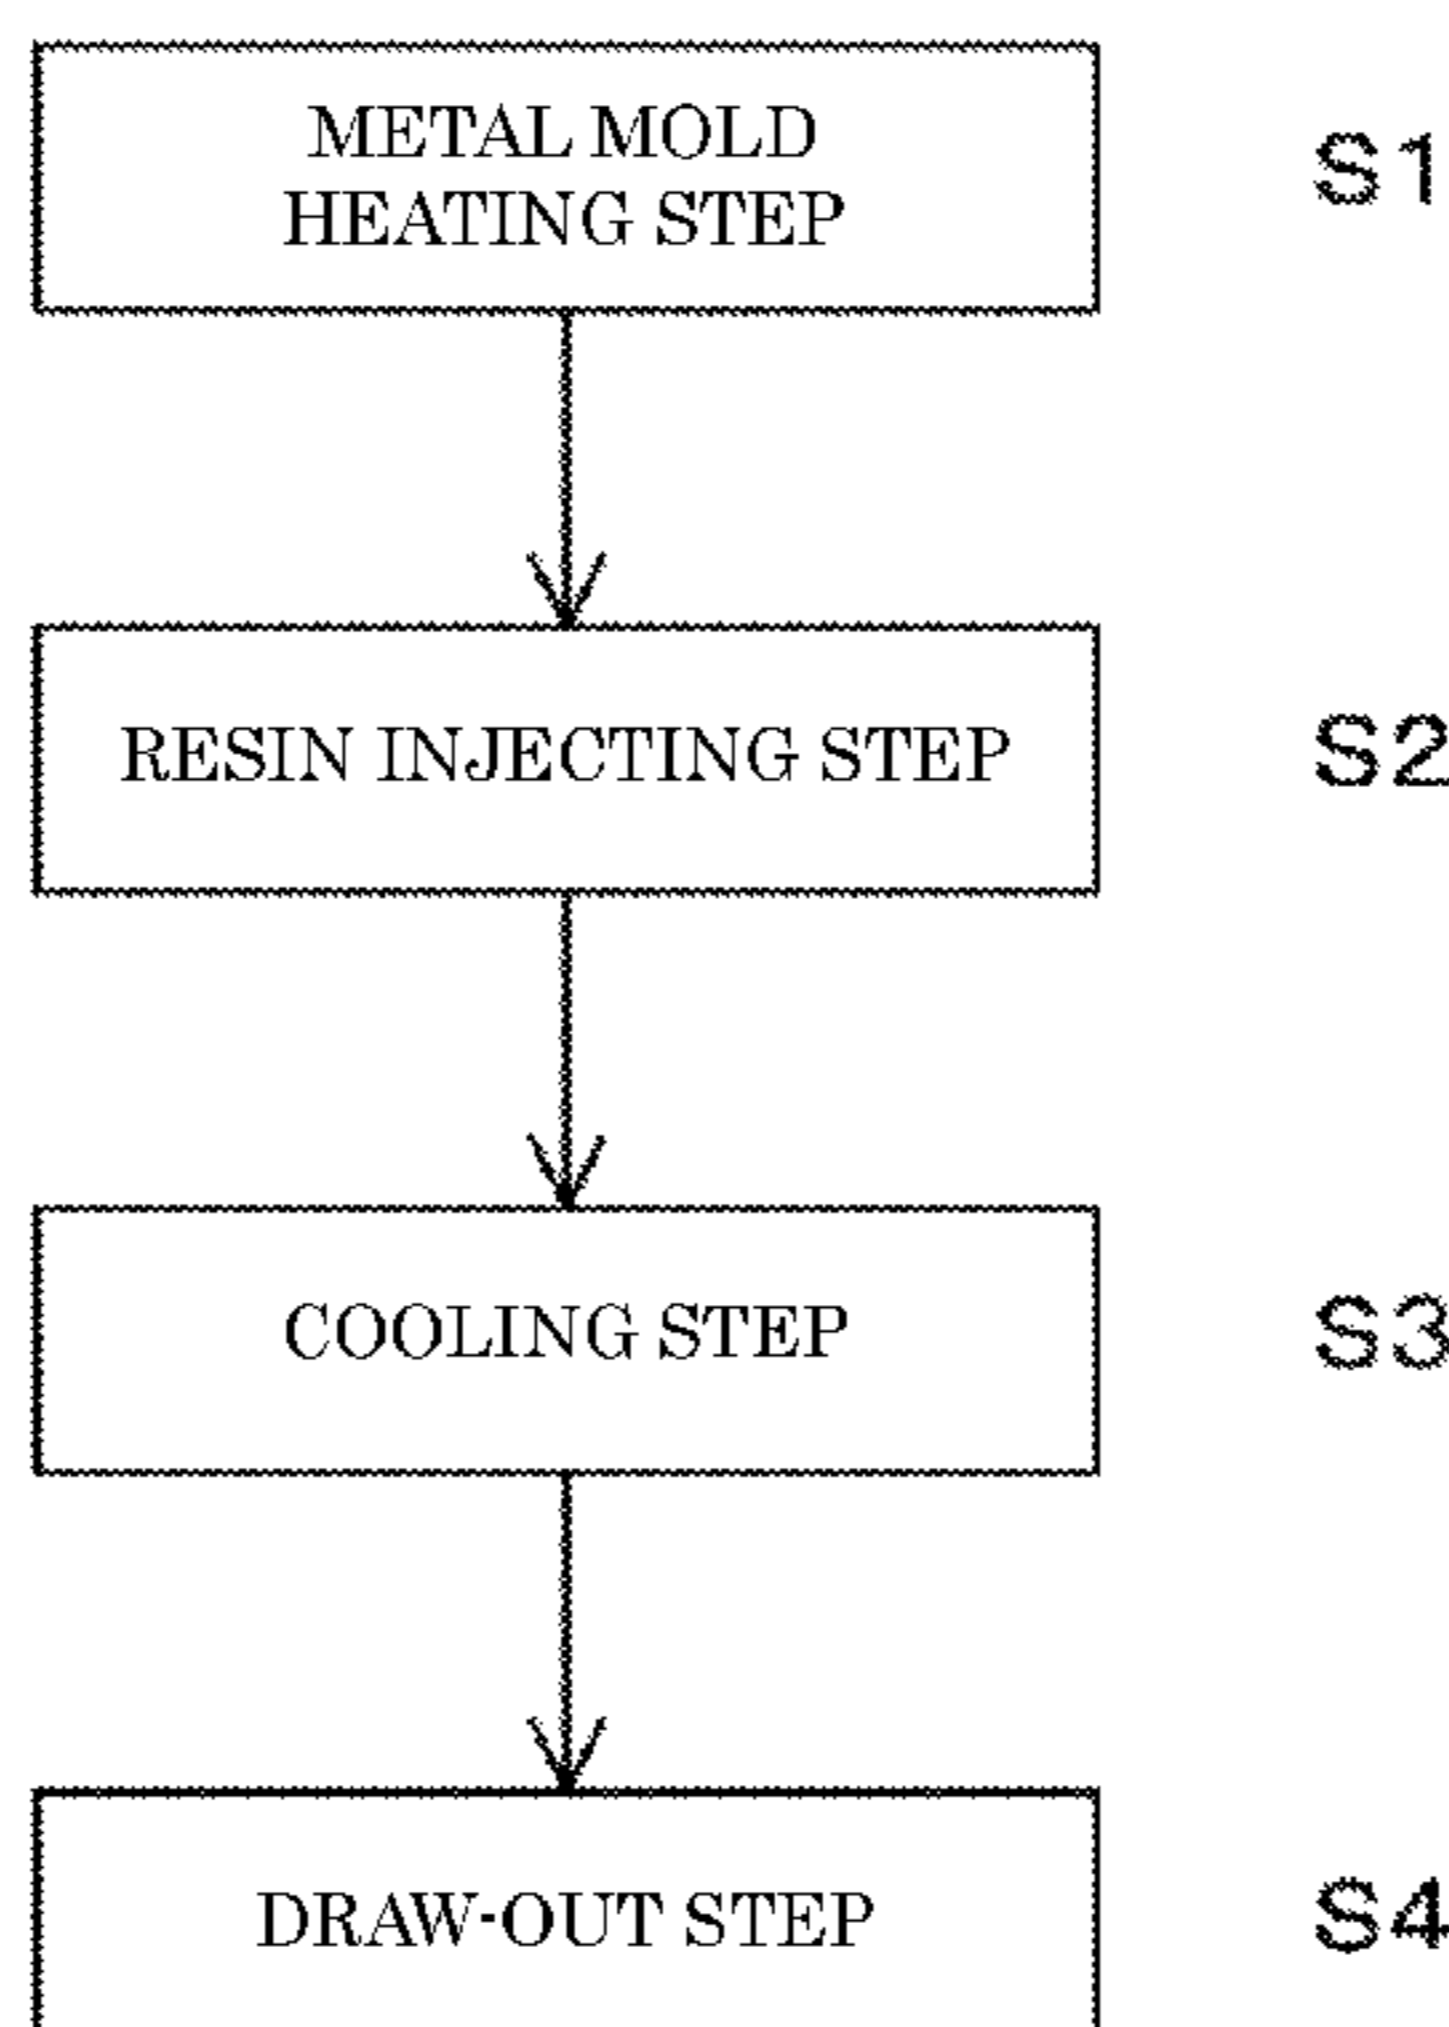 METAL MOLD
HEATING STEP
S1
RESIN INJECTING STEP
S2
COOLING STEP
S3
DRAW-OUT STEP
S4